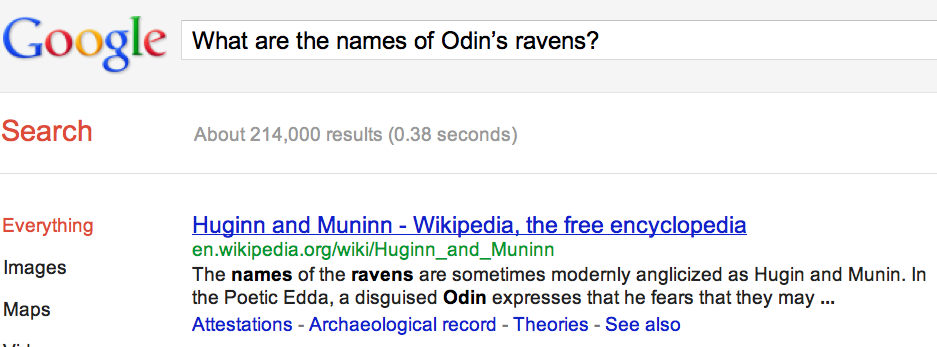 Google
What are the names of Odin’s ravens?
Search
About 214,000 results (0.38 seconds)
Everything
Images
Maps
Huginn and Muninn - Wikipedia, the free encyclopedia
en.wikipedia.org/wiki/Huginn_and_Muninn
The names of the ravens are sometimes modernly anglicized as Hugin and Munin. In
the Poetic Edda, a disguised Odin expresses that he fears that they may ...
Attestations - Archaeological record - Theories - See also